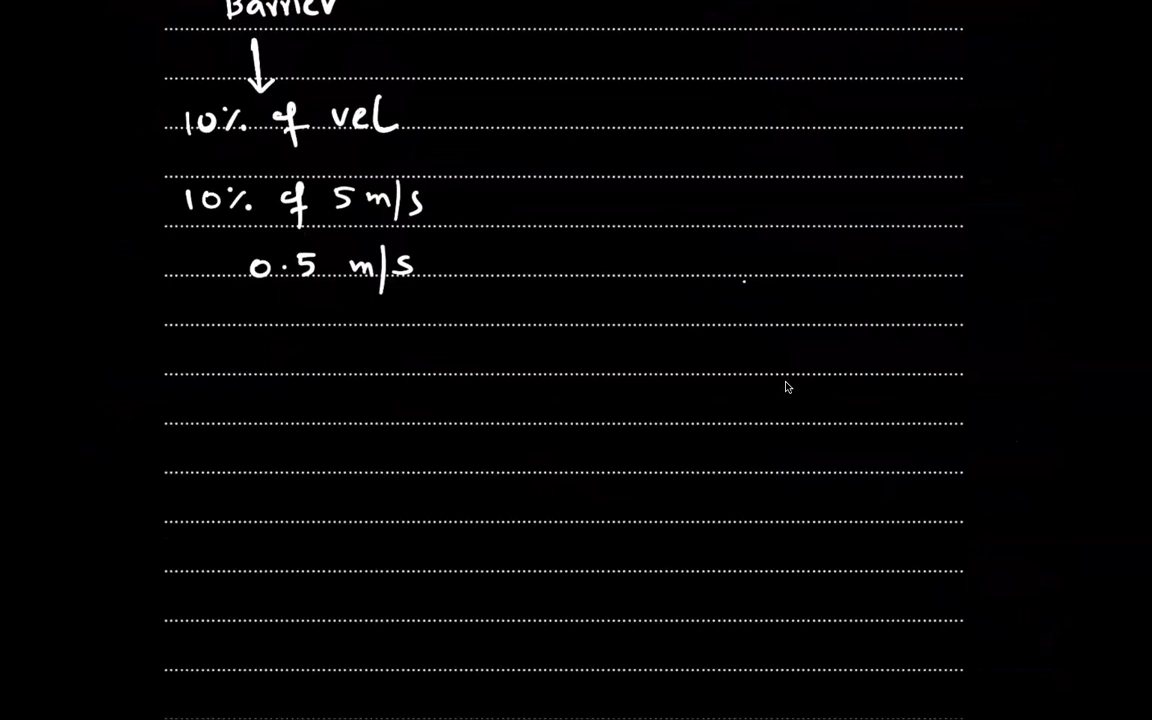 Barrier
↓
10% of vel
10% of 5 m/s
0.5 m/s